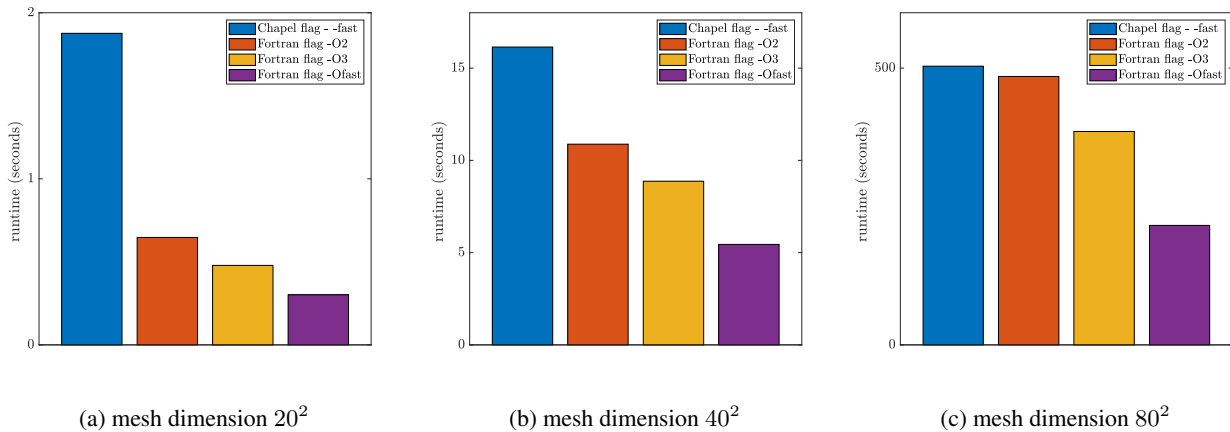 2
1
0
runtime (seconds)
Chapel flag - -fast
Fortran flag -O2
Fortran flag -O3
Fortran flag -Ofast
(a) mesh dimension 20²
15
10
5
0
runtime (seconds)
Chapel flag - -fast
Fortran flag -O2
Fortran flag -O3
Fortran flag -Ofast
(b) mesh dimension 40²
500
0
runtime (seconds)
Chapel flag - -fast
Fortran flag -O2
Fortran flag -O3
Fortran flag -Ofast
(c) mesh dimension 80²